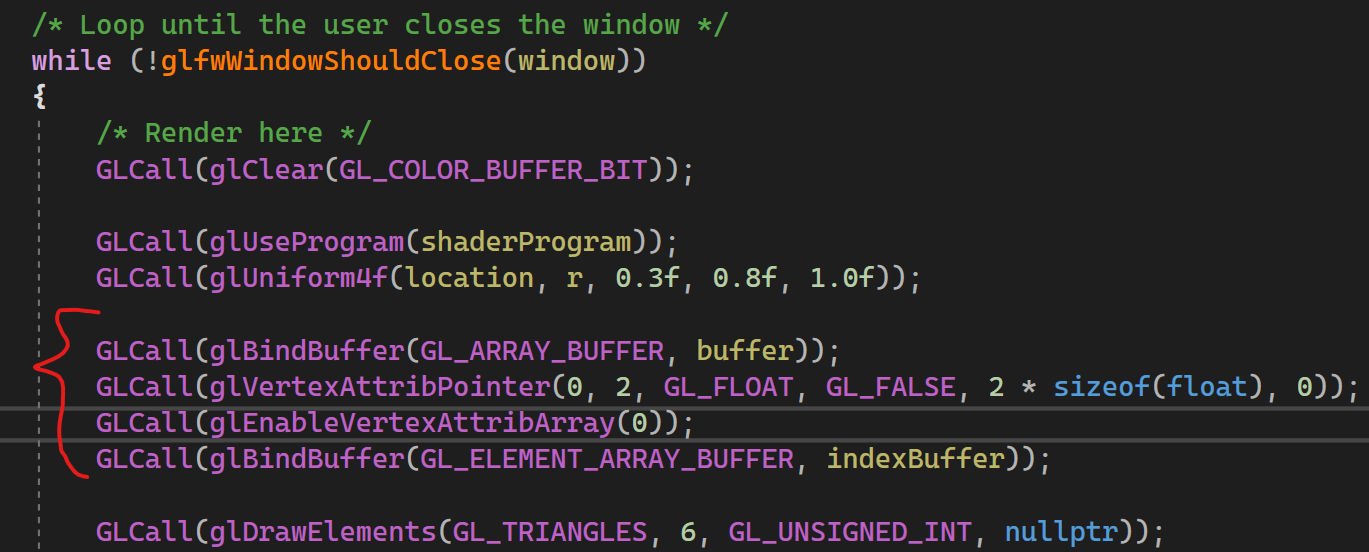 /* Loop until the user closes the window */
while (!glfwWindowShouldClose(window))
{
/* Render here */
GLCall(glClear(GL_COLOR_BUFFER_BIT));
GLCall(glUseProgram(shaderProgram));
GLCall(glUniform4f(location, r, 0.3f, 0.8f, 1.0f));
GLCall(glBindBuffer(GL_ARRAY_BUFFER, buffer));
GLCall(glVertexAttribPointer(0, 2, GL_FLOAT, GL_FALSE, 2 * sizeof(float), 0));
GLCall(glEnableVertexAttribArray(0));
GLCall(glBindBuffer(GL_ELEMENT_ARRAY_BUFFER, indexBuffer));
GLCall(glDrawElements(GL_TRIANGLES, 6, GL_UNSIGNED_INT, nullptr));